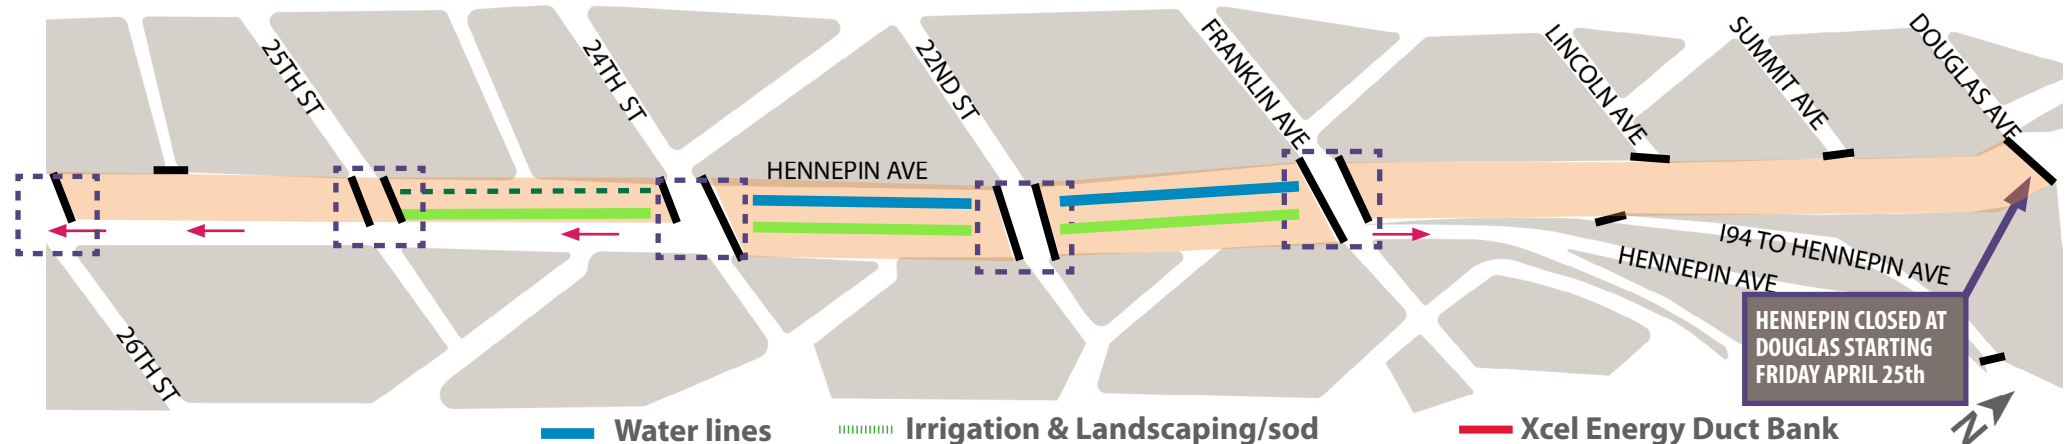 25TH ST
24TH ST
22ND ST
FRANKLIN AVE
LINCOLN AVE
SUMMIT AVE
DOUGLAS AVE
HENNEPIN AVE
I94 TO HENNEPIN AVE
HENNEPIN AVE
26TH ST
HENNEPIN CLOSED AT
DOUGLAS STARTING
FRIDAY APRIL 25th
N
Water lines
Irrigation & Landscaping/sod
Xcel Energy Duct Bank